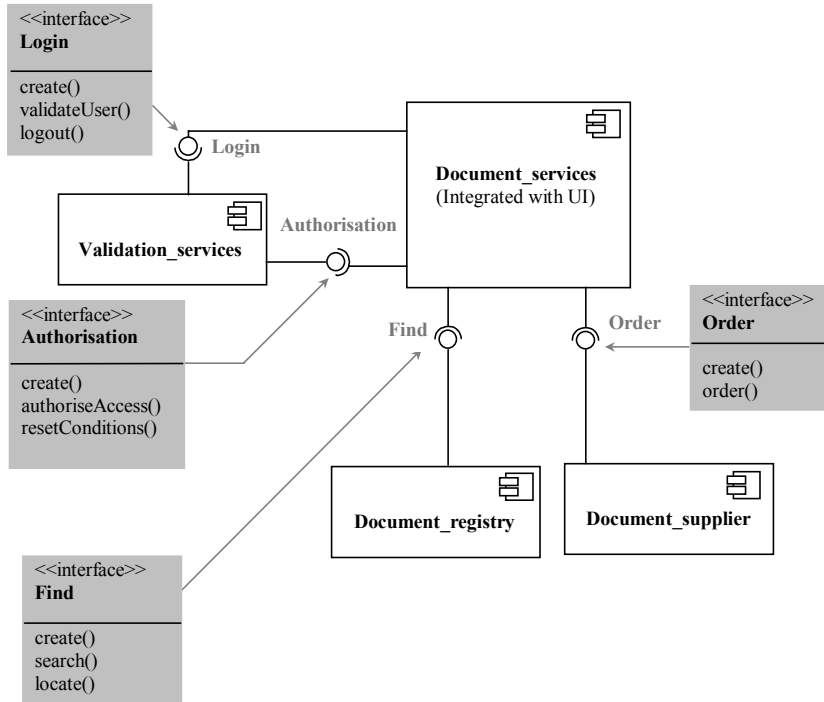 <<interface>>
Login
create()
validateUser()
logout()
Login
Document_services
(Integrated with UI)
Validation_services
Authorisation
<<interface>>
Authorisation
create()
authoriseAccess()
resetConditions()
Find
Order
<<interface>>
Order
create()
order()
Document_registry
Document_supplier
<<interface>>
Find
create()
search()
locate()